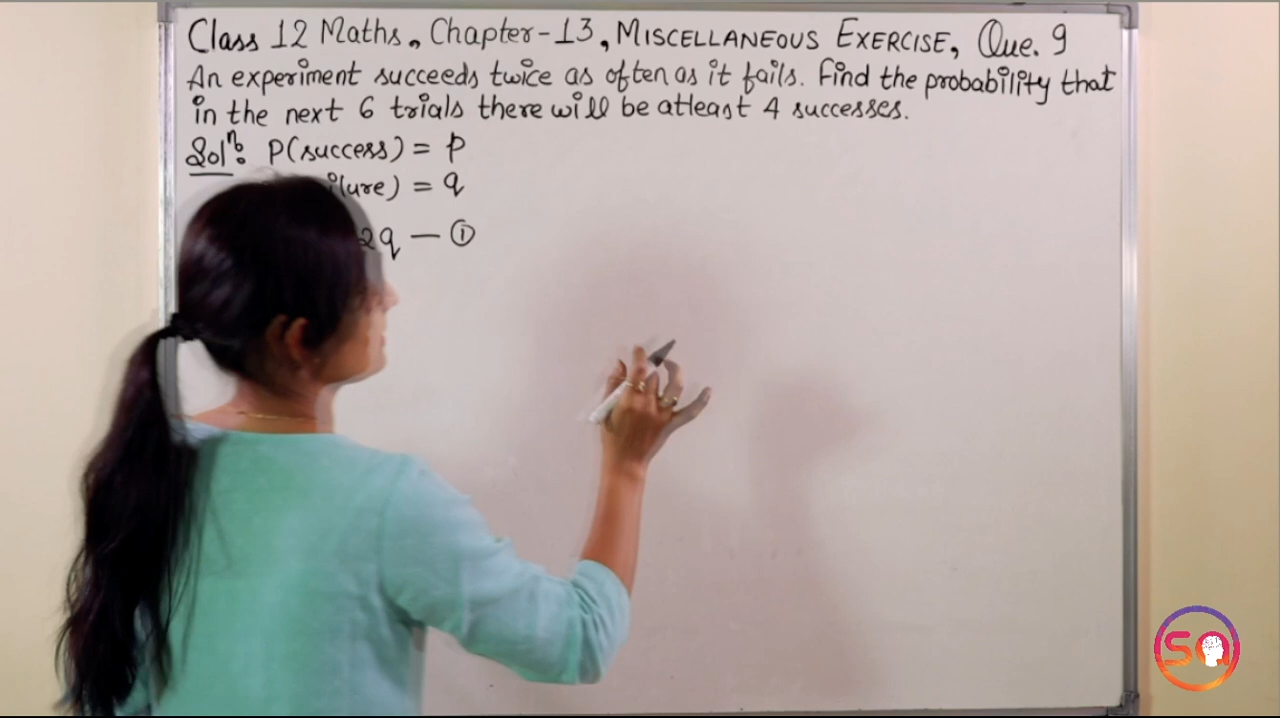 Class 12 Maths, Chapter-13, MISCELLANEOUS EXERCISE, Que. 9
An experiment succeeds twice as often as it fails. Find the probability that
in the next 6 trials there will be atleast 4 successes.
Solⁿ: P(success) = p
ilure) = q
2q — ①
SQ